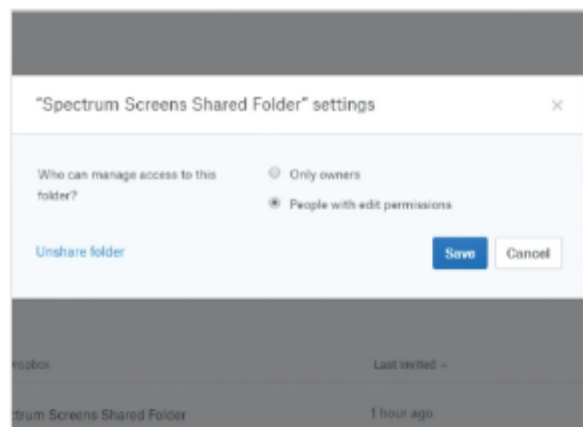 "Spectrum Screens Shared Folder" settings
Who can manage access to this
folder?
Only owners
People with edit permissions
Unshare folder
Save
Cancel
ropbox
Last invited
ctrum Screens Shared Folder
1 hour ago